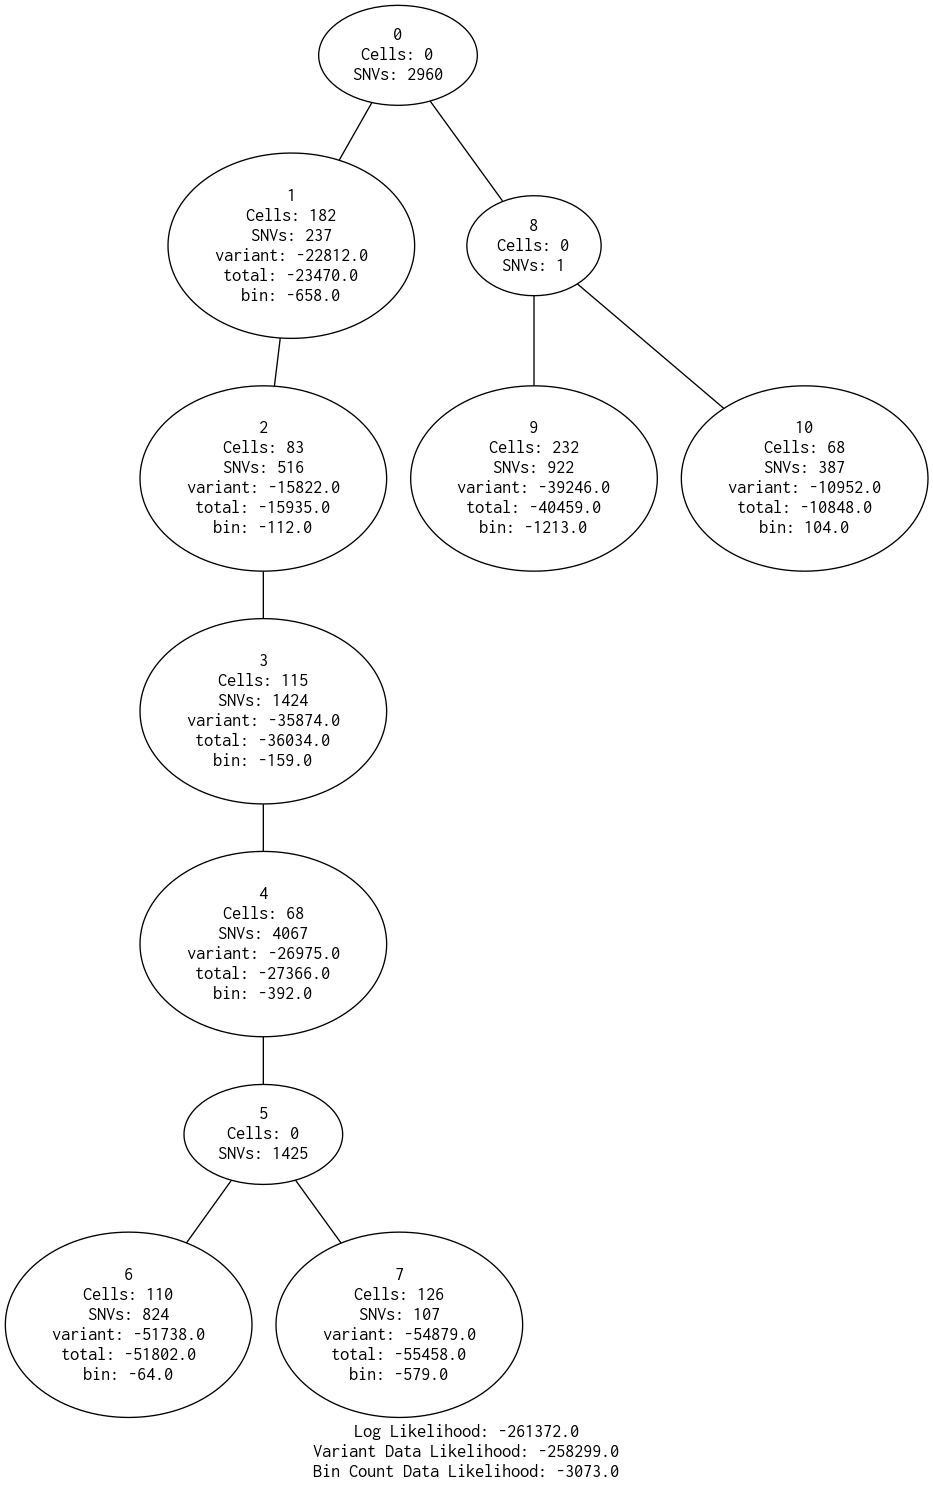 0
Cells: 0
SNVs: 2960
1
Cells: 182
SNVs: 237
variant: -22812.0
total: -23470.0
bin: -658.0
8
Cells: 0
SNVs: 1
2
Cells: 83
SNVs: 516
variant: -15822.0
total: -15935.0
bin: -112.0
9
Cells: 232
SNVs: 922
variant: -39246.0
total: -40459.0
bin: -1213.0
10
Cells: 68
SNVs: 387
variant: -10952.0
total: -10848.0
bin: 104.0
3
Cells: 115
SNVs: 1424
variant: -35874.0
total: -36034.0
bin: -159.0
4
Cells: 68
SNVs: 4067
variant: -26975.0
total: -27366.0
bin: -392.0
5
Cells: 0
SNVs: 1425
6
Cells: 110
SNVs: 824
variant: -51738.0
total: -51802.0
bin: -64.0
7
Cells: 126
SNVs: 107
variant: -54879.0
total: -55458.0
bin: -579.0
Log Likelihood: -261372.0
Variant Data Likelihood: -258299.0
Bin Count Data Likelihood: -3073.0